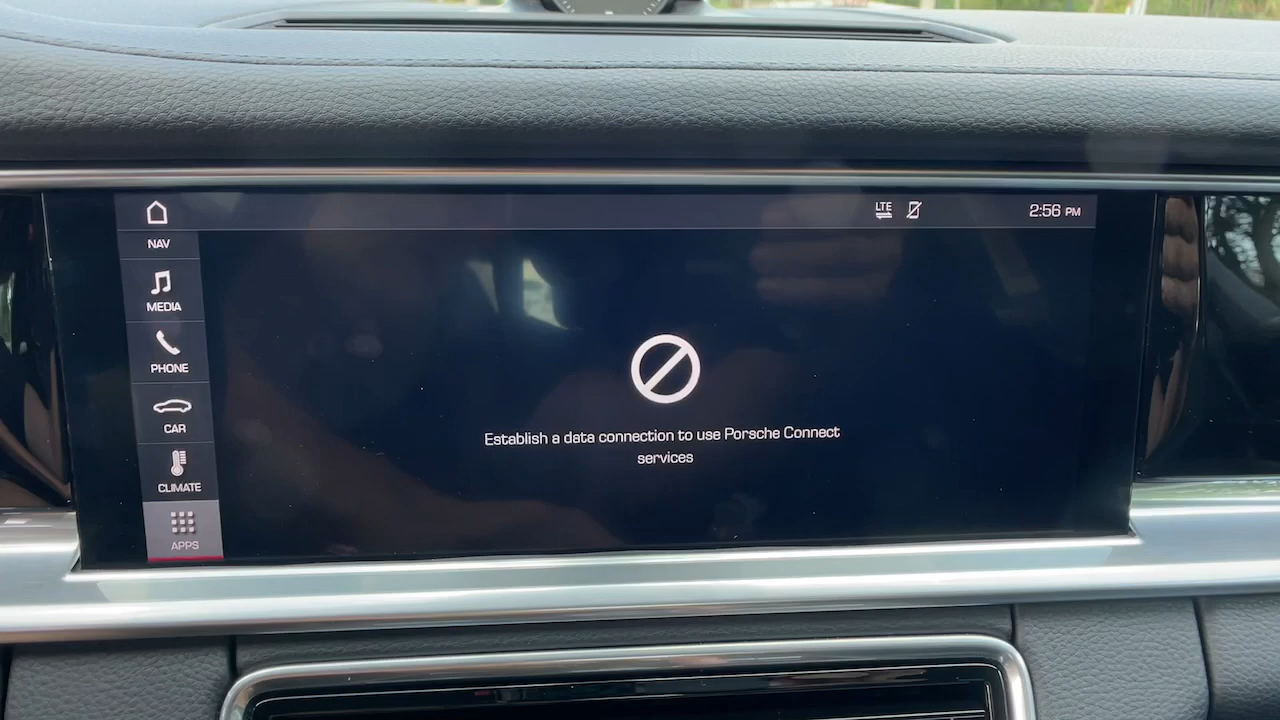 LTE
2:56 PM
NAV
MEDIA
PHONE
CAR
CLIMATE
APPS
Establish a data connection to use Porsche Connect
services